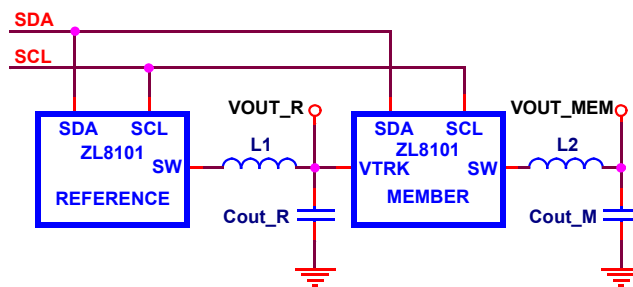 SDA
SCL
VOUT_R
VOUT_MEM
SDA SCL
ZL8101
SW
REFERENCE
L1
Cout_R
SDA SCL
ZL8101
VTRK
SW
MEMBER
L2
Cout_M